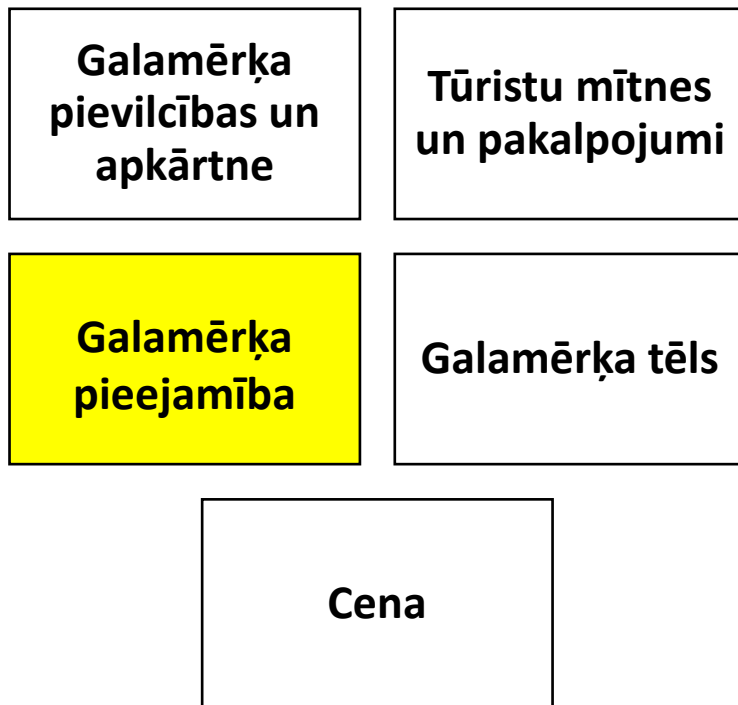 Galamērķa
pievilcības un
apkārtne
Tūristu mītnes
un pakalpojumi
Galamērķa
pieejamība
Galamērķa tēls
Cena